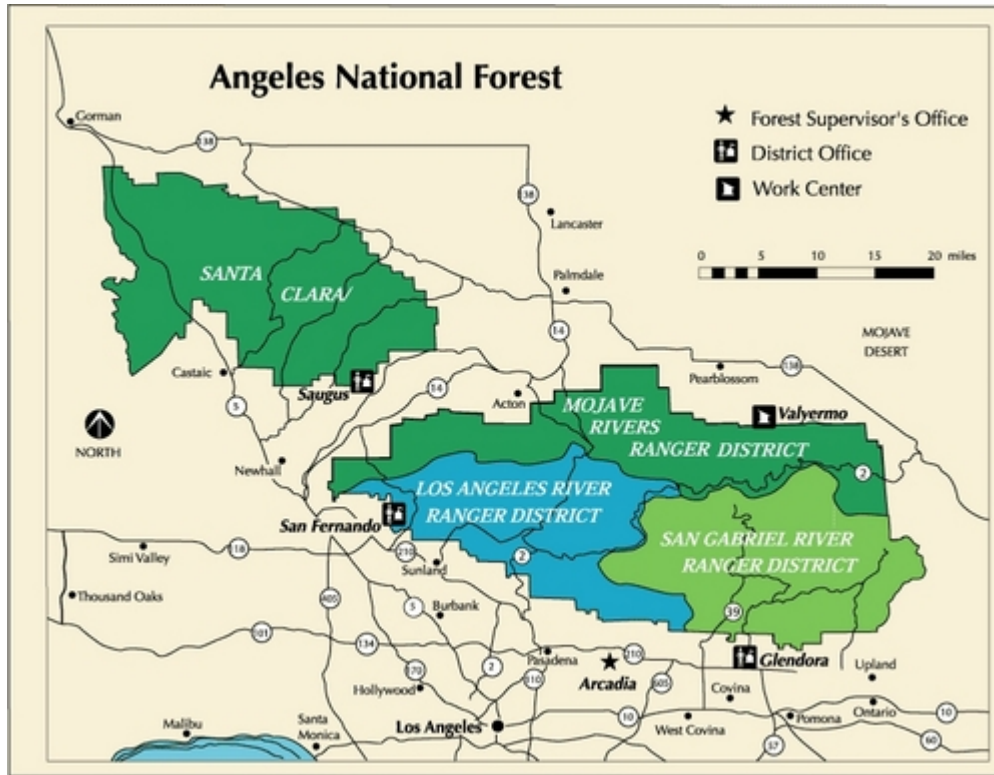 Angeles National Forest
Gorman
138
Forest Supervisor's Office
District Office
Work Center
138
Lancaster
0 5 10 15 20 miles
SANTA
CLARA/
Palmdale
14
MOJAVE
DESERT
Castaic
Saugus
14
Pearblossom
138
5
Acton
MOJAVE
RIVERS
RANGER DISTRICT
Valyermo
NORTH
Newhall
2
LOS ANGELES RIVER
RANGER DISTRICT
San Fernando
SAN GABRIEL RIVER
RANGER DISTRICT
Simi Valley
118
210
Sunland
2
Thousand Oaks
405
5
Burbank
39
101
134
Pasadena
210
Glendora
170
2
110
Arcadia
605
Upland
Hollywood
Covina
Malibu
Santa
Monica
Los Angeles
10
West Covina
Pomona
Ontario
10
57
60